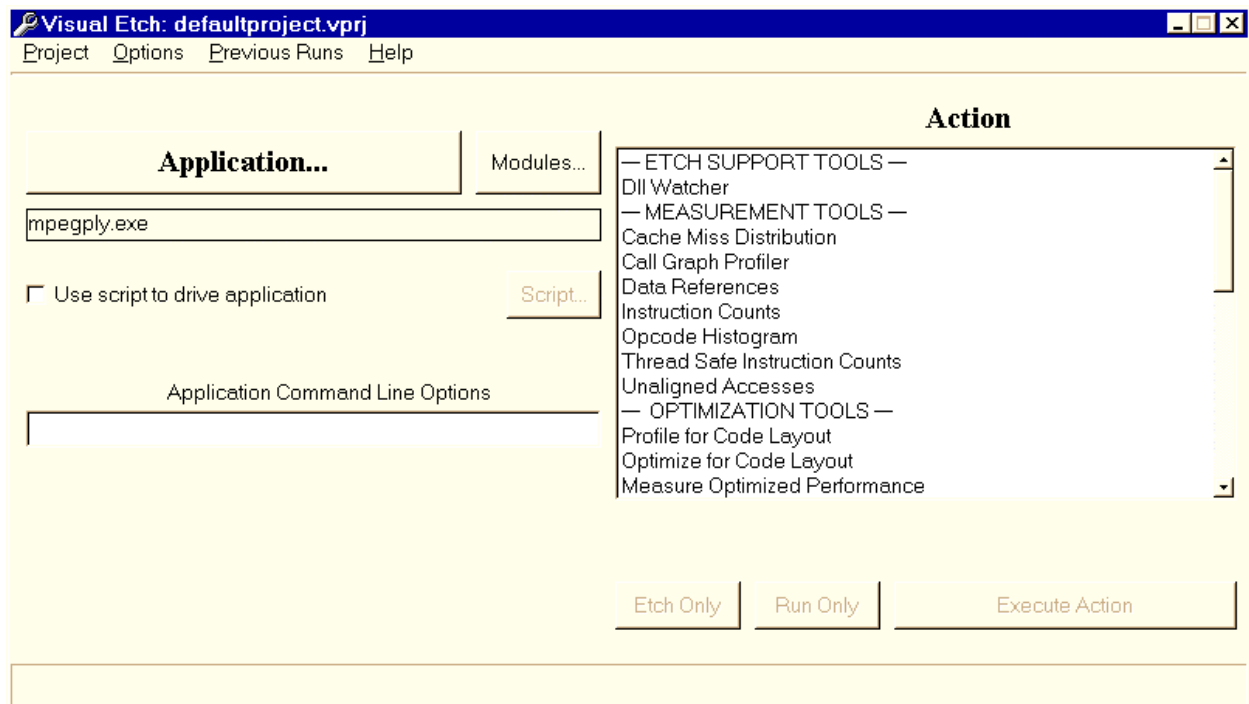 Visual Etch: defaultproject.vprj
Project Options Previous Runs Help
Application...
Modules...
mpegply.exe
Use script to drive application
Script...
Application Command Line Options
Action
— ETCH SUPPORT TOOLS —
Dll Watcher
— MEASUREMENT TOOLS —
Cache Miss Distribution
Call Graph Profiler
Data References
Instruction Counts
Opcode Histogram
Thread Safe Instruction Counts
Unaligned Accesses
— OPTIMIZATION TOOLS —
Profile for Code Layout
Optimize for Code Layout
Measure Optimized Performance
Etch Only
Run Only
Execute Action